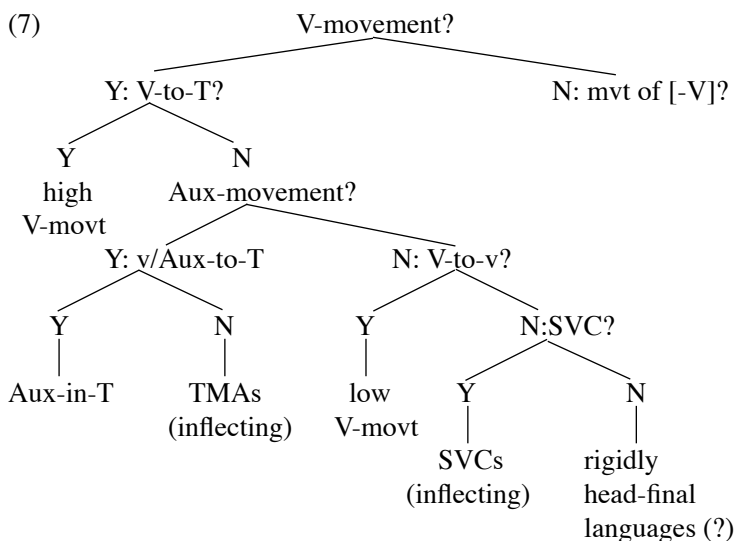 (7) V-movement?
Y: V-to-T? N: mvt of [-V]?
Y N
high Aux-movement?
V-movt
Y: v/Aux-to-T N: V-to-v?
Y N Y N:SVC?
Aux-in-T TMAs low Y N
(inflecting) V-movt
SVCs rigidly
(inflecting) head-final
languages (?)